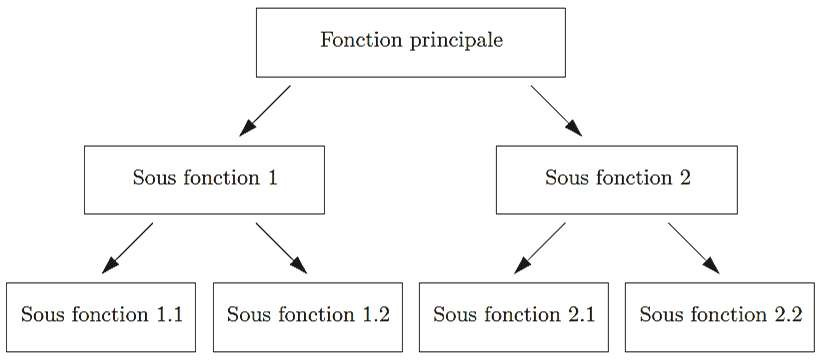 Fonction principale
Sous fonction 1
Sous fonction 2
Sous fonction 1.1
Sous fonction 1.2
Sous fonction 2.1
Sous fonction 2.2